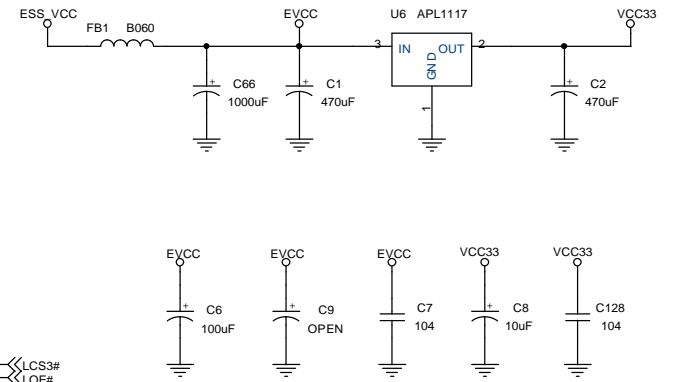 ESS_VCC EVCC U6 APL1117 VCC33
FB1 B060
3 IN OUT 2
GND
1
C66 C1 C2
1000uF 470uF 470uF
EVCC EVCC EVCC VCC33 VCC33
C6 C9 C7 C8 C128
100uF OPEN 104 10uF 104
LCS3#
LOE#